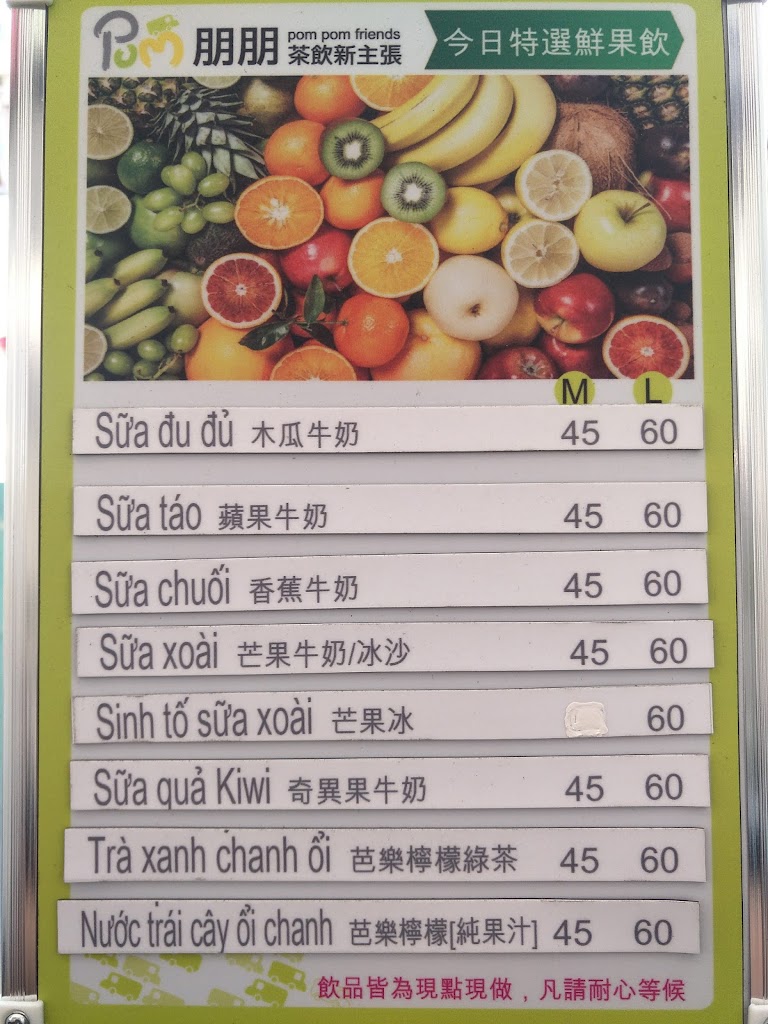 Pom 朋朋 pom pom friends 茶飲新主張 今日特選鮮果飲
M L
Sữa đu đủ 木瓜牛奶 45 60
Sữa táo 蘋果牛奶 45 60
Sữa chuối 香蕉牛奶 45 60
Sữa xoài 芒果牛奶/冰沙 45 60
Sinh tố sữa xoài 芒果冰 60
Sữa quả Kiwi 奇異果牛奶 45 60
Trà xanh chanh ổi 芭樂檸檬綠茶 45 60
Nước trái cây ổi chanh 芭樂檸檬[純果汁] 45 60
飲品皆為現點現做，凡請耐心等候